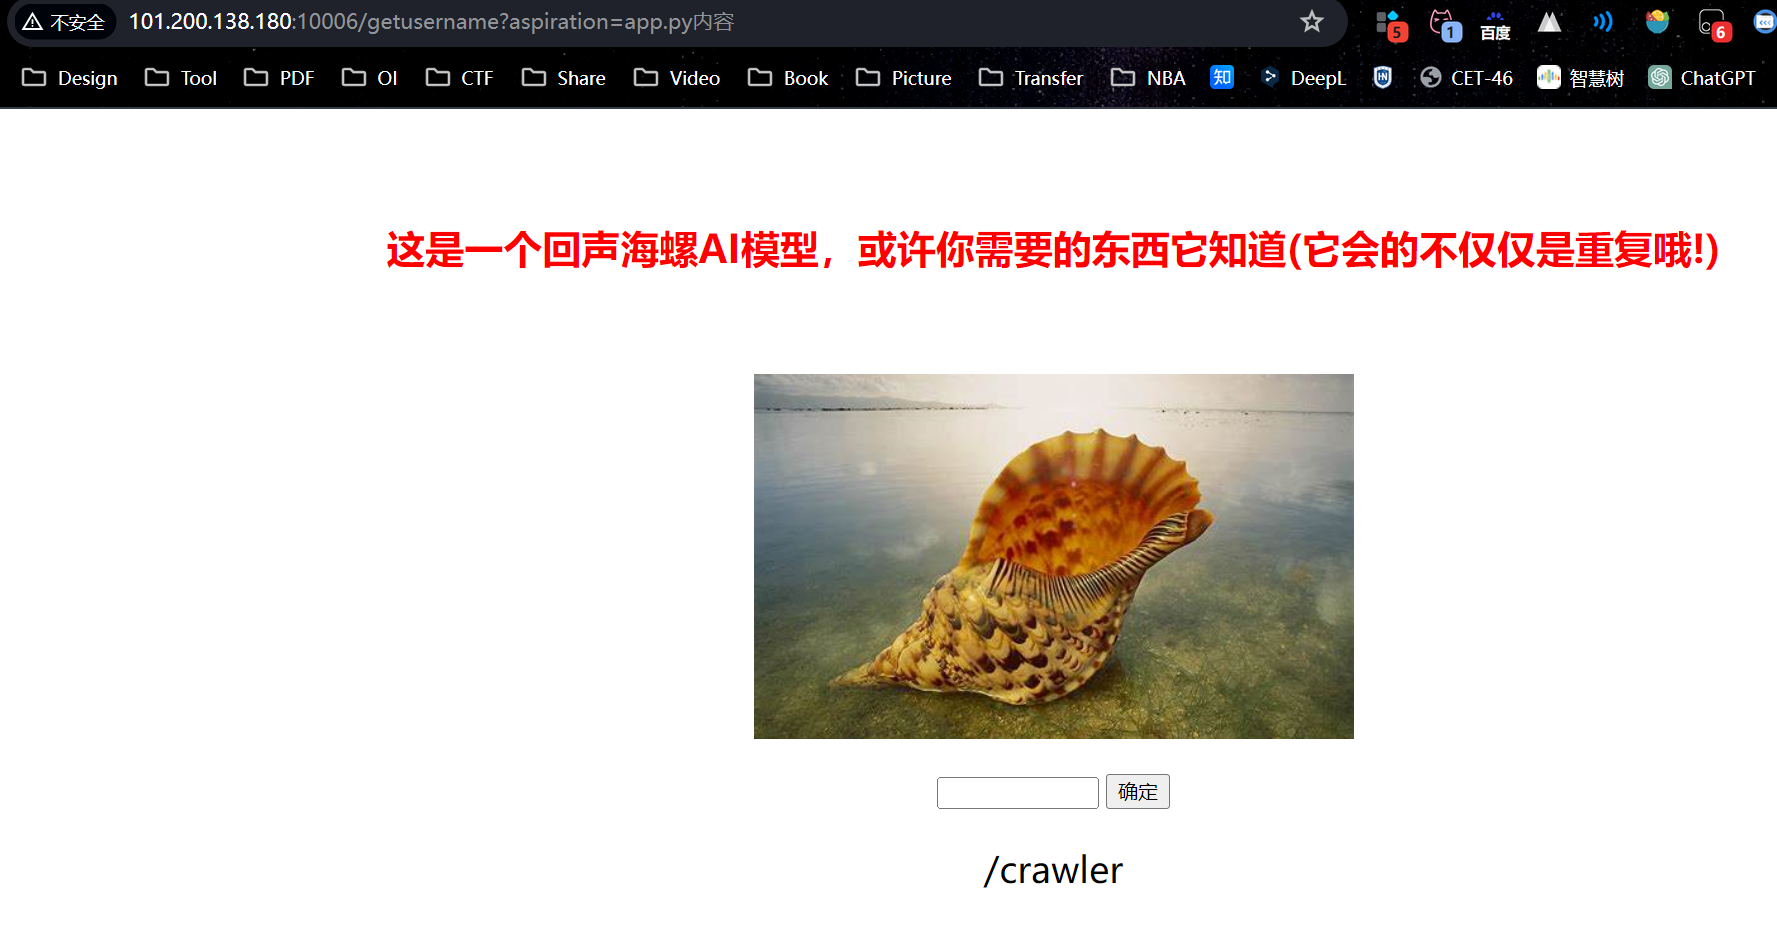 不安全 101.200.138.180:10006/getusername?aspiration=app.py内容 5 1 百度 6
Design Tool PDF OI CTF Share Video Book Picture Transfer NBA 知 DeepL IN CET-46 智慧树 ChatGPT
这是一个回声海螺AI模型，或许你需要的东西它知道(它会的不仅仅是重复哦!)
确定
/crawler